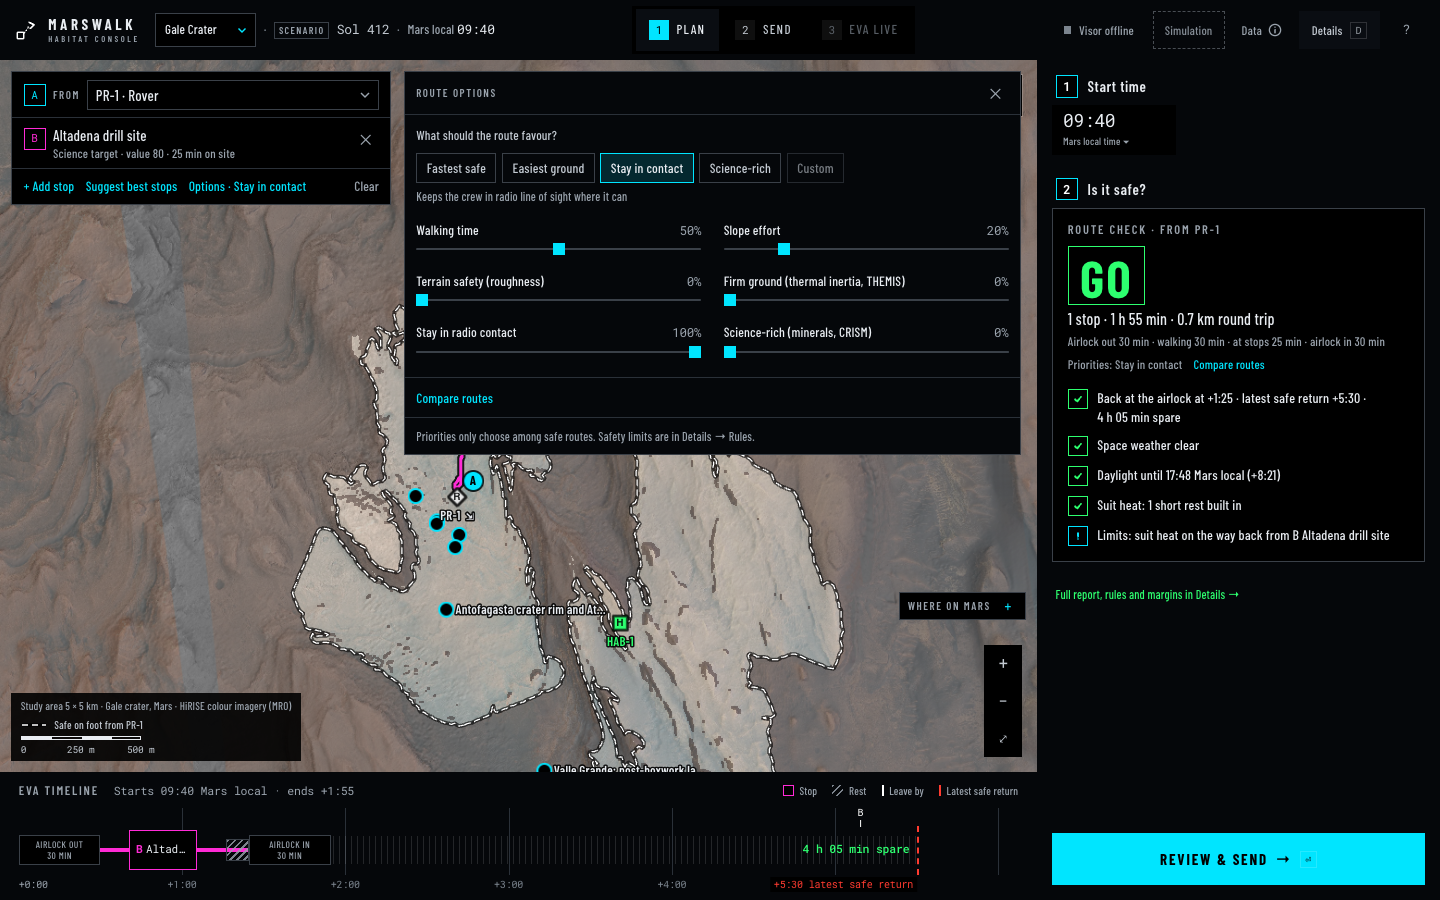 MARSWALK
HABITAT CONSOLE
Gale Crater
· SCENARIO Sol 412 · Mars local 09:40
1 PLAN
2 SEND
3 EVA LIVE
Visor offline
Simulation
Data
Details D
?
A FROM PR-1 · Rover
B Altadena drill site
Science target · value 80 · 25 min on site
+ Add stop Suggest best stops Options · Stay in contact Clear
ROUTE OPTIONS
What should the route favour?
Fastest safe Easiest ground Stay in contact Science-rich Custom
Keeps the crew in radio line of sight where it can
Walking time 50%
Slope effort 20%
Terrain safety (roughness) 0%
Firm ground (thermal inertia, THEMIS) 0%
Stay in radio contact 100%
Science-rich (minerals, CRISM) 0%
Compare routes
Priorities only choose among safe routes. Safety limits are in Details → Rules.
A
R
PR-1
Antofagasta crater rim and At...
H
HAB-1
Valle Grande: post-boxwork la...
WHERE ON MARS +
+
−
Study area 5 × 5 km · Gale crater, Mars · HiRISE colour imagery (MRO)
Safe on foot from PR-1
0 250 m 500 m
1 Start time
09:40
Mars local time
2 Is it safe?
ROUTE CHECK · FROM PR-1
GO
1 stop · 1 h 55 min · 0.7 km round trip
Airlock out 30 min · walking 30 min · at stops 25 min · airlock in 30 min
Priorities: Stay in contact Compare routes
Back at the airlock at +1:25 · latest safe return +5:30 ·
4 h 05 min spare
Space weather clear
Daylight until 17:48 Mars local (+8:21)
Suit heat: 1 short rest built in
! Limits: suit heat on the way back from B Altadena drill site
Full report, rules and margins in Details →
REVIEW & SEND →
EVA TIMELINE Starts 09:40 Mars local · ends +1:55
Stop Rest Leave by Latest safe return
B
AIRLOCK OUT
30 MIN
B Altad...
AIRLOCK IN
30 MIN
4 h 05 min spare
+0:00 +1:00 +2:00 +3:00 +4:00 +5:30 latest safe return